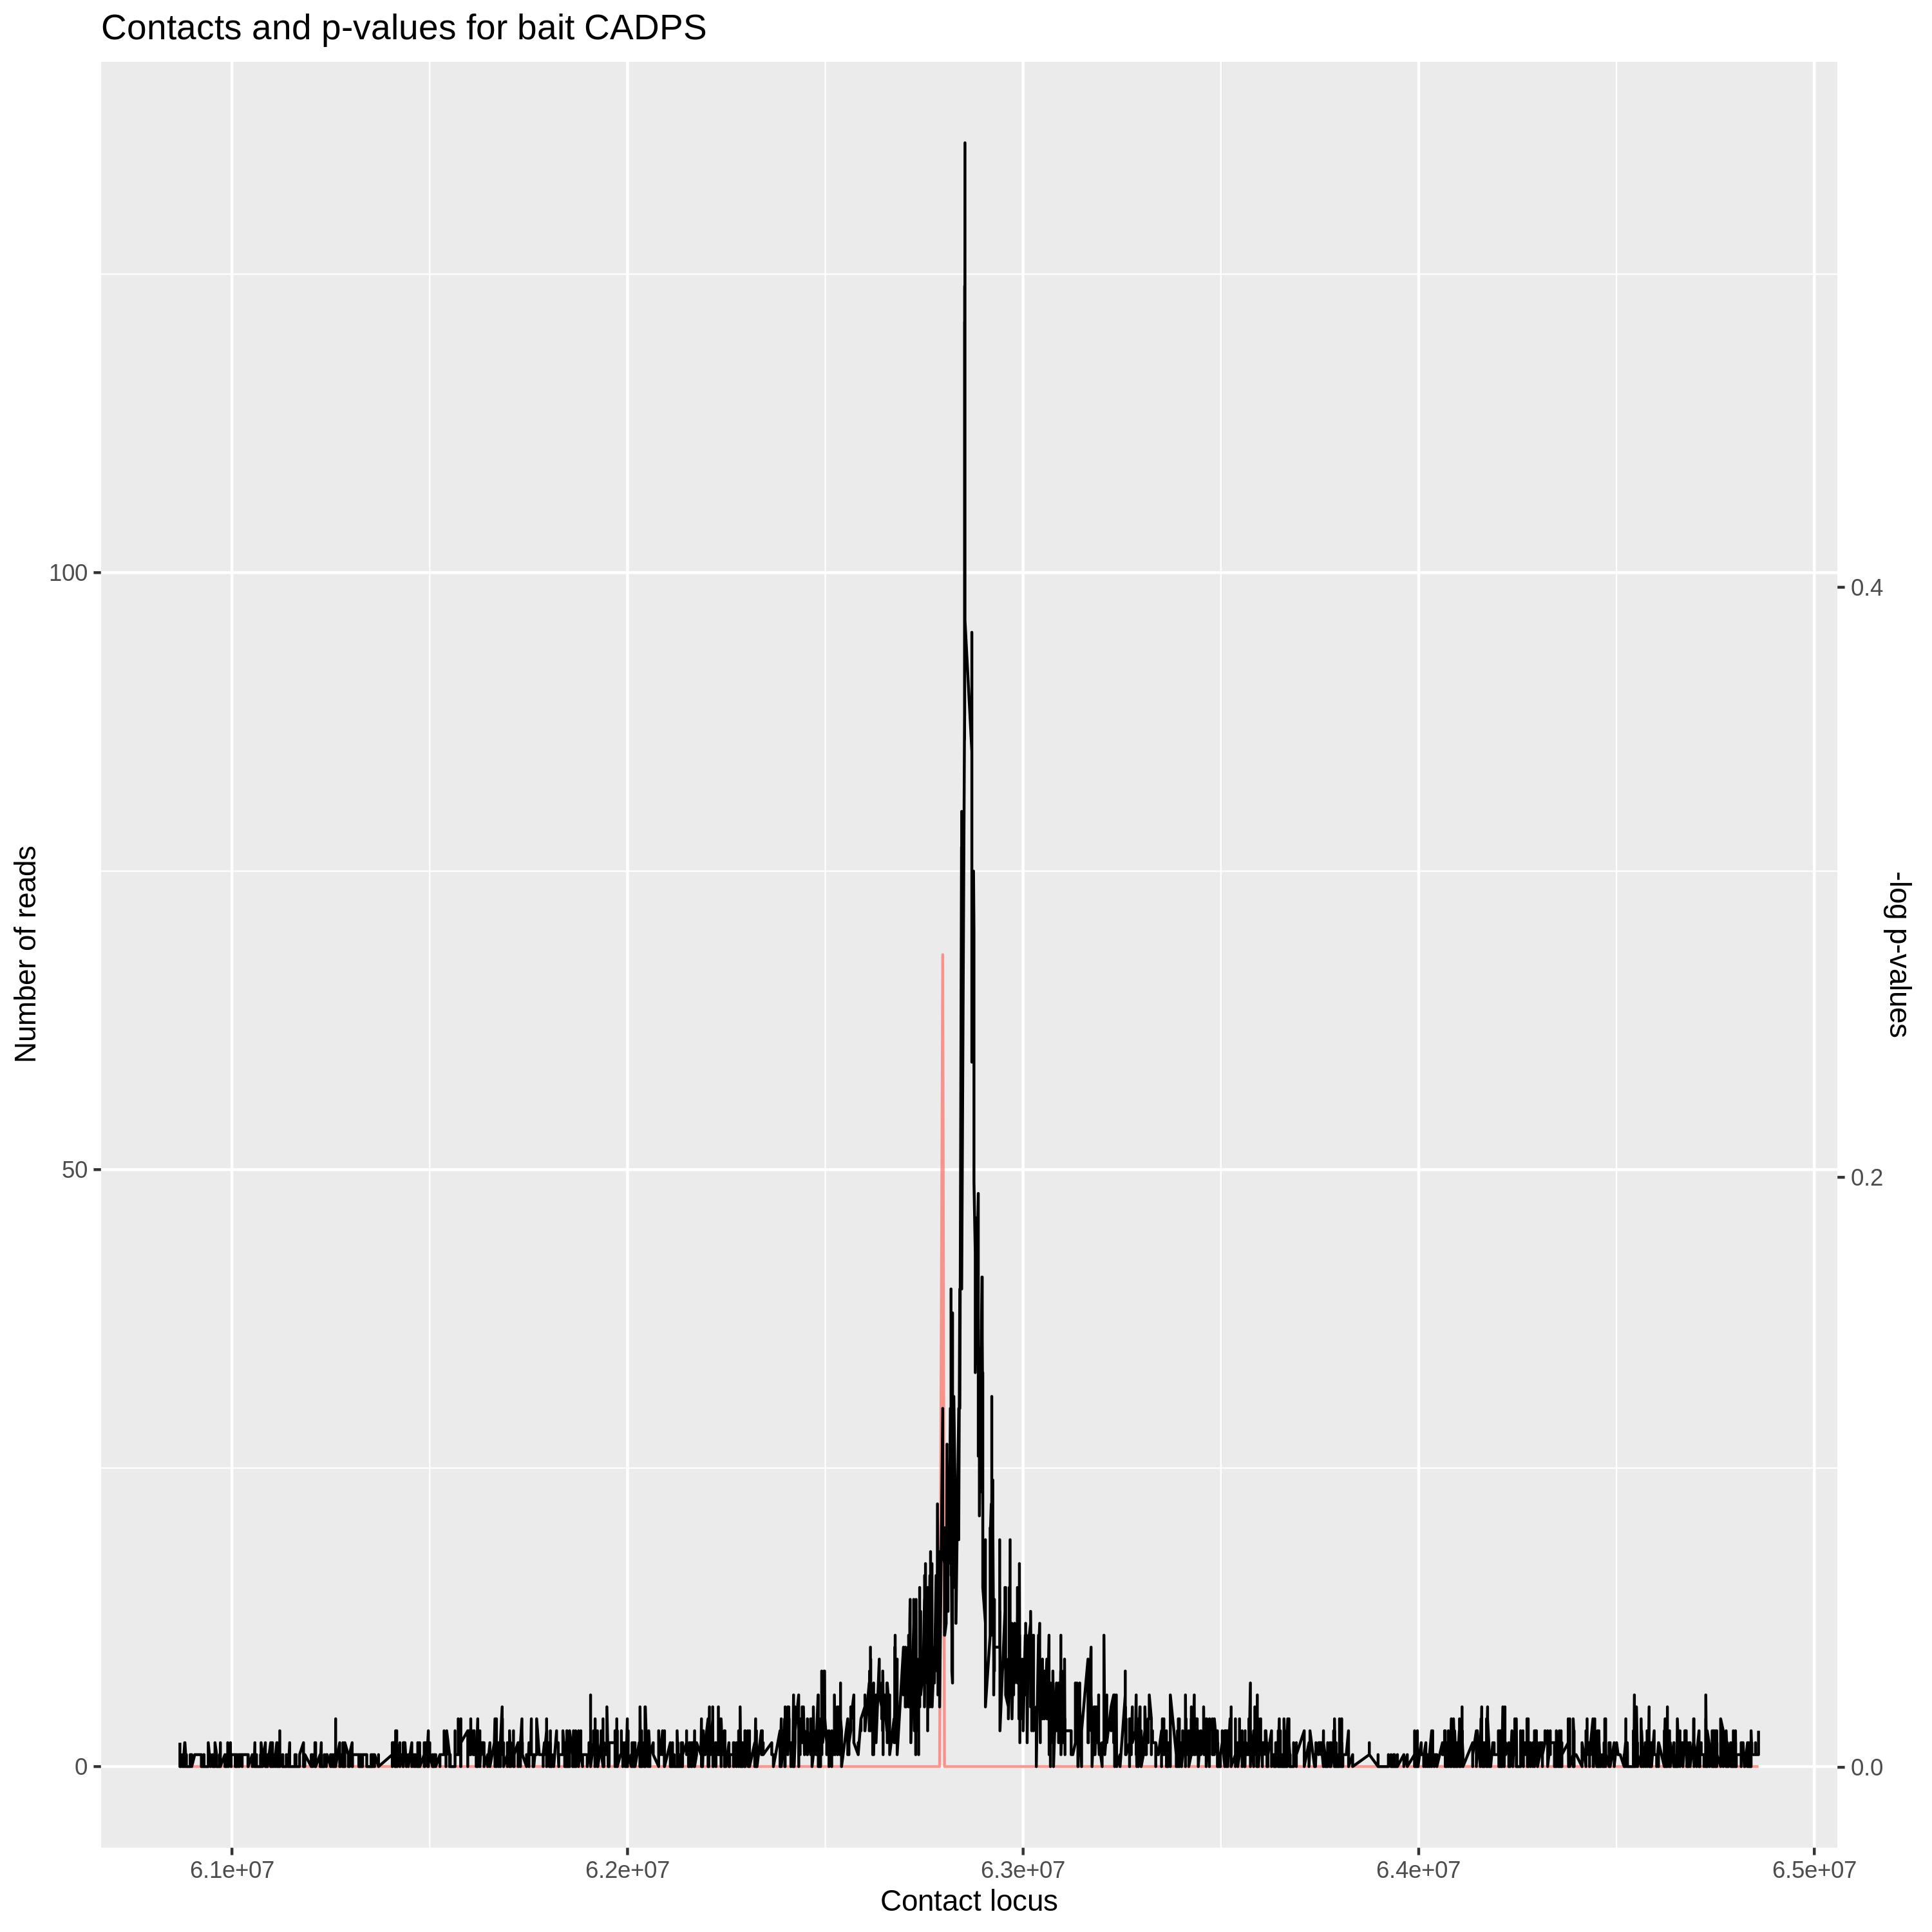 Contacts and p-values for bait CADPS
Number of reads
100
50
0
0.4
0.2
0.0
-log p-values
6.1e+07
6.2e+07
6.3e+07
6.4e+07
6.5e+07
Contact locus